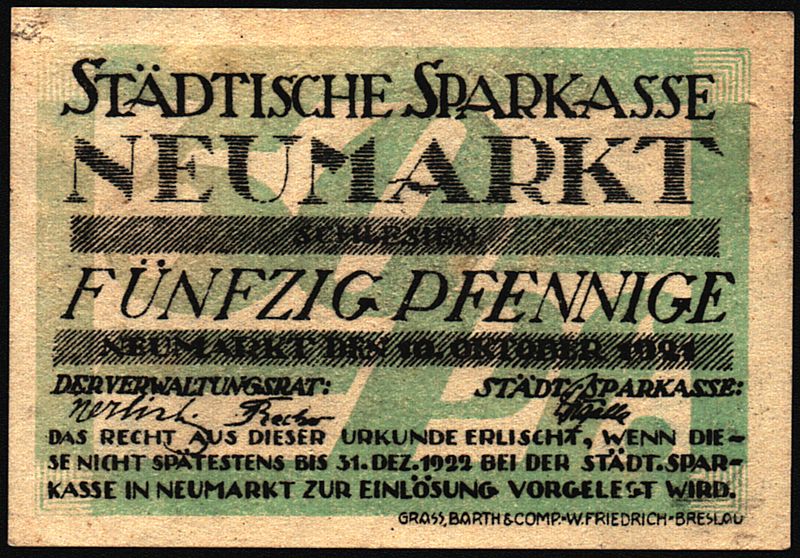 STÄDTISCHE SPARKASSE
NEUMARKT
SCHLESIEN
FÜNFZIG PFENNIGE
NEUMARKT DEN 10. OKTOBER 1921
DER VERWALTUNGSRAT: STÄDT. SPARKASSE:
DAS RECHT AUS DIESER URKUNDE ERLISCHT, WENN DIE-
SE NICHT SPÄTESTENS BIS 31. DEZ. 1922 BEI DER STÄDT. SPAR-
KASSE IN NEUMARKT ZUR EINLÖSUNG VORGELEGT WIRD.
GRASS, BARTH & COMP.-W. FRIEDRICH-BRESLAU